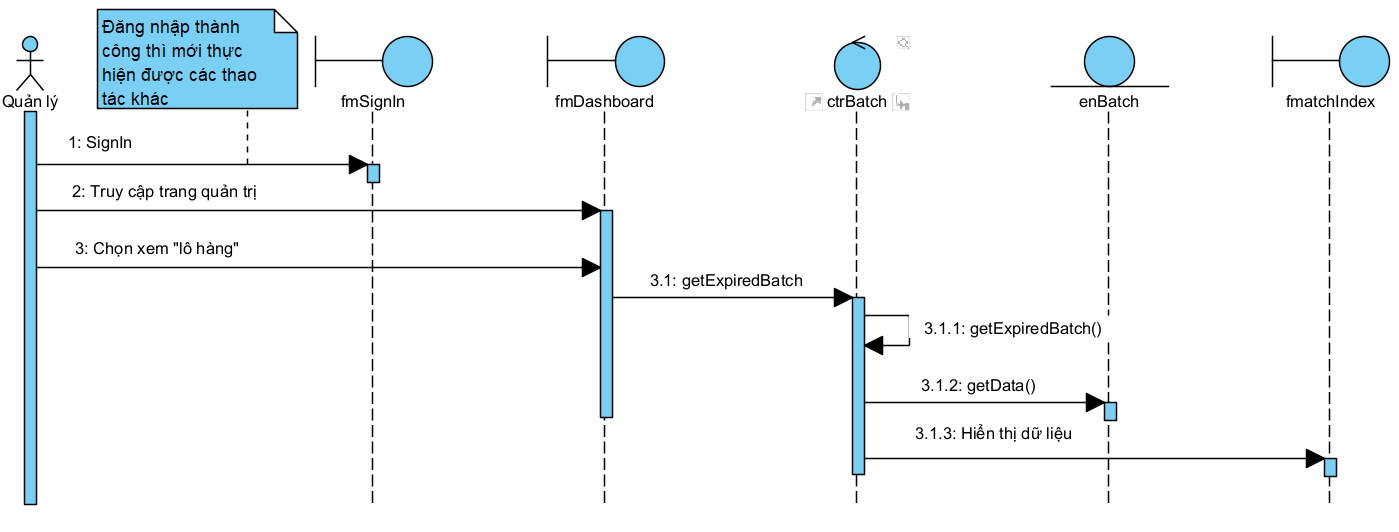 Đăng nhập thành
công thì mới thực
hiện được các thao
tác khác
Quản lý
fmSignIn
fmDashboard
ctrBatch
enBatch
fmatchIndex
1: SignIn
2: Truy cập trang quản trị
3: Chọn xem "lô hàng"
3.1: getExpiredBatch
3.1.1: getExpiredBatch()
3.1.2: getData()
3.1.3: Hiển thị dữ liệu